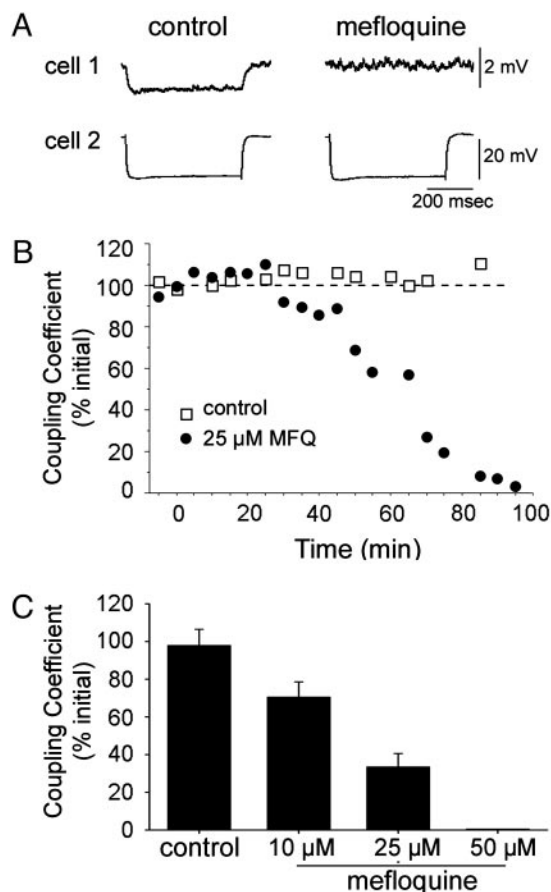 A
control mefloquine
cell 1
2 mV
cell 2
20 mV
200 msec
B
Coupling Coefficient
(% initial)
120
100
80
60
40
20
0
control
25 µM MFQ
0 20 40 60 80 100
Time (min)
C
Coupling Coefficient
(% initial)
120
100
80
60
40
20
0
control 10 µM 25 µM 50 µM
mefloquine